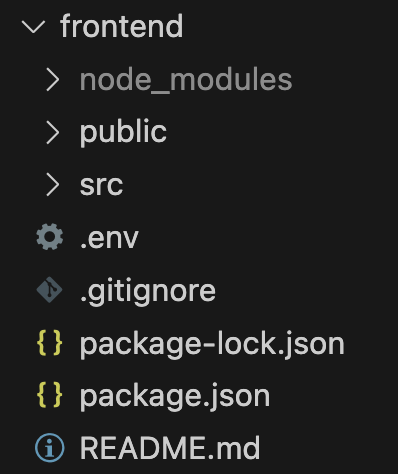 frontend
node_modules
public
src
.env
.gitignore
package-lock.json
package.json
README.md